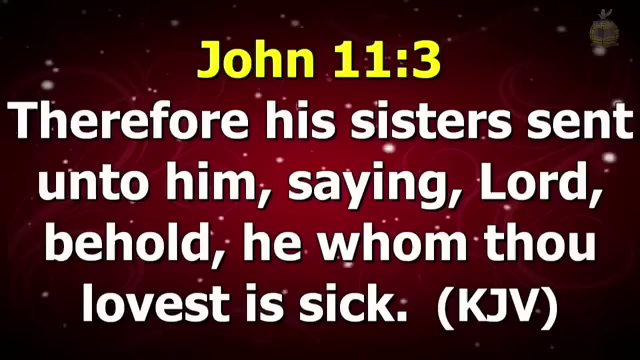 John 11:3
Therefore his sisters sent
unto him, saying, Lord,
behold, he whom thou
lovest is sick.  (KJV)